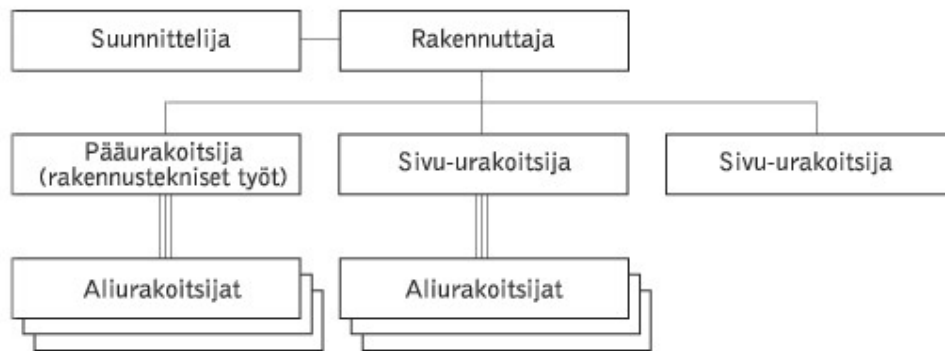 Suunnittelija
Rakennuttaja
Pääurakoitsija
(rakennustekniset työt)
Sivu-urakoitsija
Sivu-urakoitsija
Aliurakoitsijat
Aliurakoitsijat